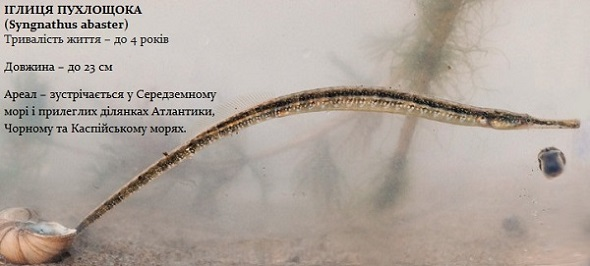 ІГЛИЦЯ ПУХЛОЩОКА
(Syngnathus abaster)
Тривалість життя – до 4 років
Довжина – до 23 см
Ареал – зустрічається у Середземному
морі і прилеглих ділянках Атлантики,
Чорному та Каспійському морях.